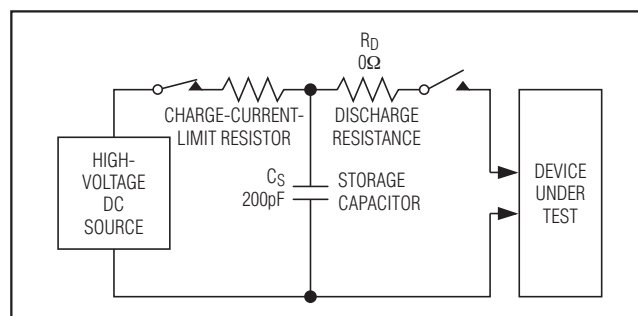 R_D
0Ω
CHARGE-CURRENT-
LIMIT RESISTOR
DISCHARGE
RESISTANCE
HIGH-
VOLTAGE
DC
SOURCE
C_S
200pF
STORAGE
CAPACITOR
DEVICE
UNDER
TEST